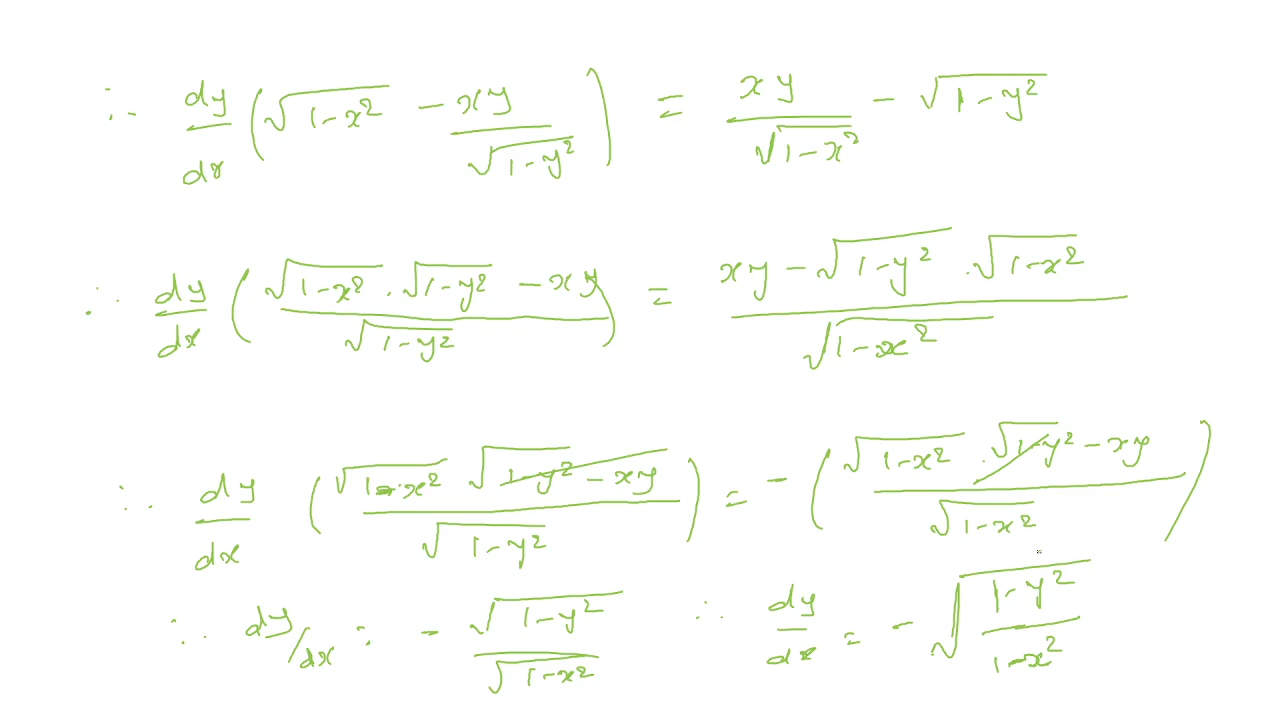 ∴ dy/dx (√(1-x²) - xy/√(1-y²)) = xy/√(1-x²) - √(1-y²)
∴ dy/dx ((√(1-x²) . √(1-y²) - xy)/√(1-y²)) = (xy - √(1-y²) . √(1-x²))/√(1-x²)
∴ dy/dx ((√(1-x²) √(1-y²) - xy)/√(1-y²)) = - ((√(1-x²) . √(1-y²) - xy)/√(1-x²))
∴ dy/dx = - √(1-y²)/√(1-x²) ∴ dy/dx = - √((1-y²)/(1-x²))